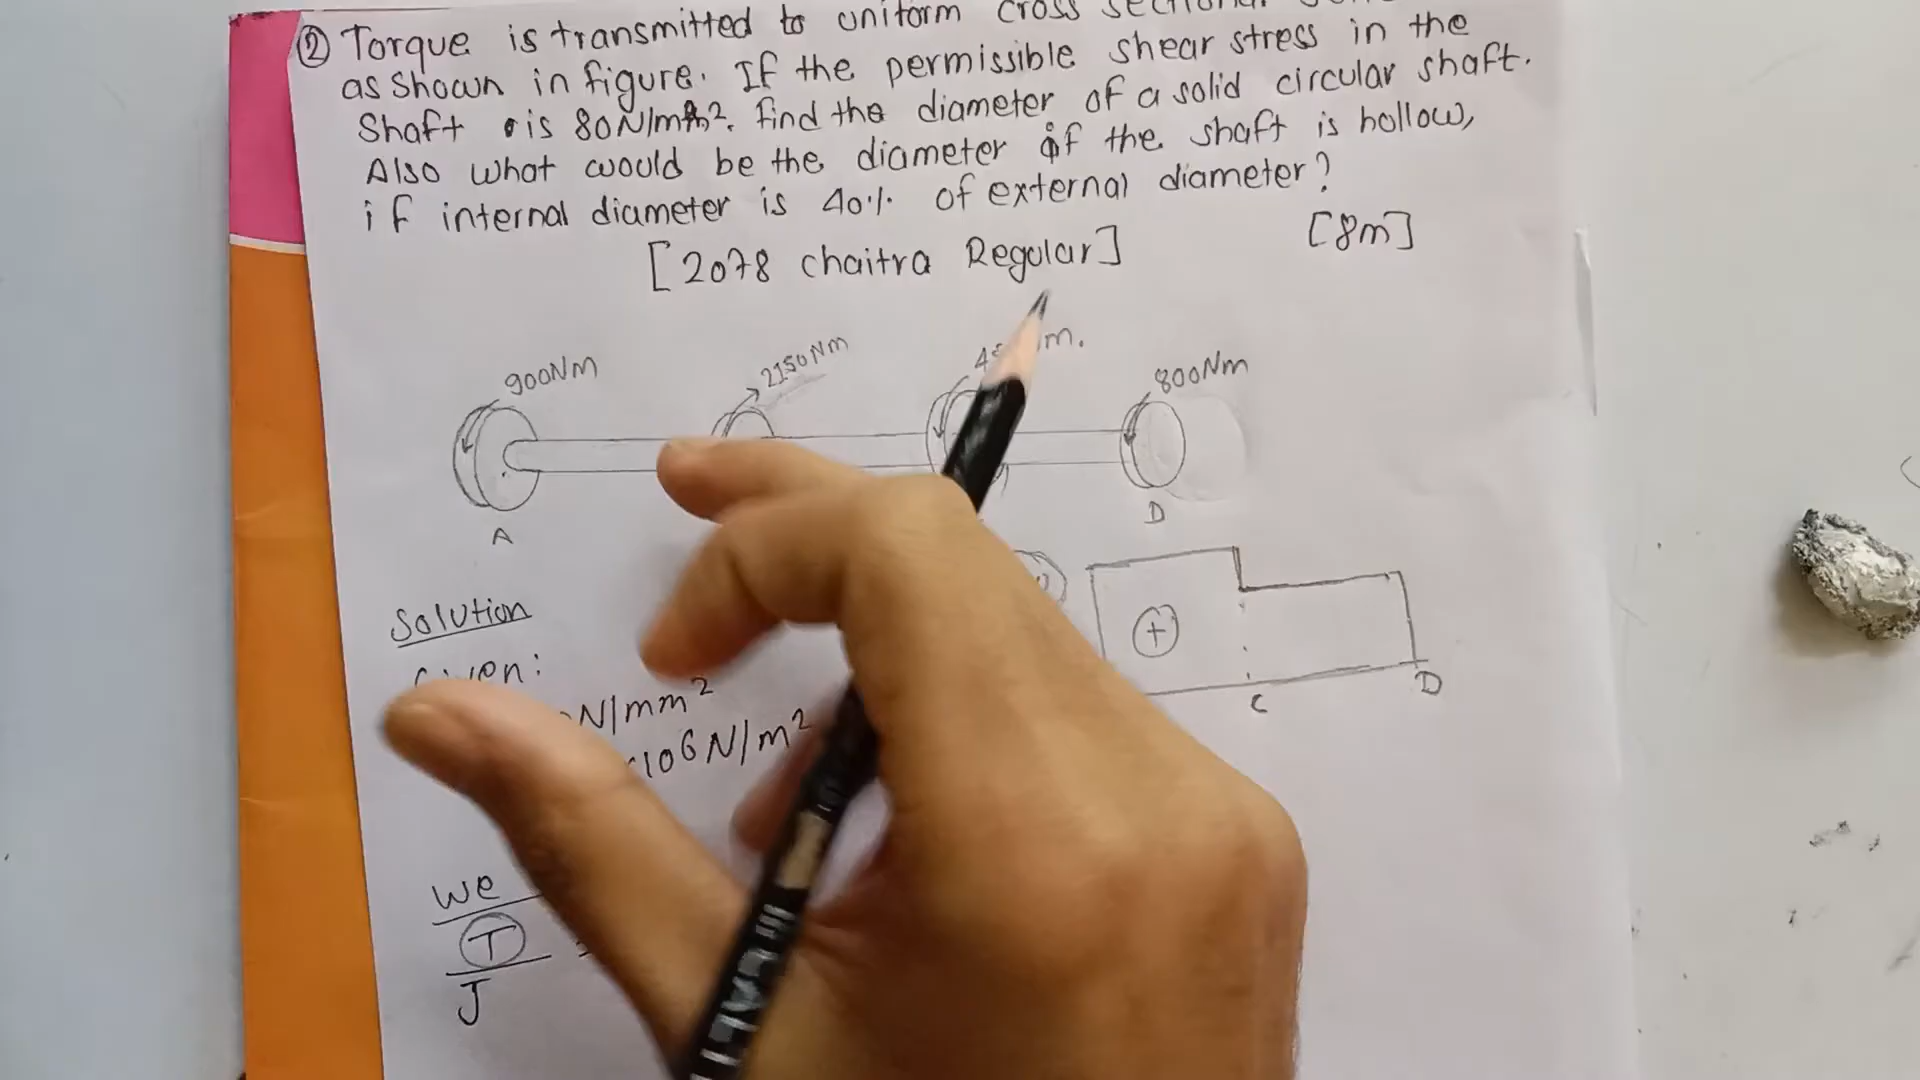 ② Torque is transmitted to uniform cross sectional
as shown in figure. If the permissible shear stress in the
Shaft is 80N/mm². find the diameter of a solid circular shaft.
Also what would be the diameter if the shaft is hollow,
if internal diameter is 40% of external diameter?
[2078 chaitra Regular]
[8m]
900Nm
2150Nm
m.
800Nm
A
D
Solution
Given:
N/mm²
10⁶N/m²
+
C
D
We
T
J